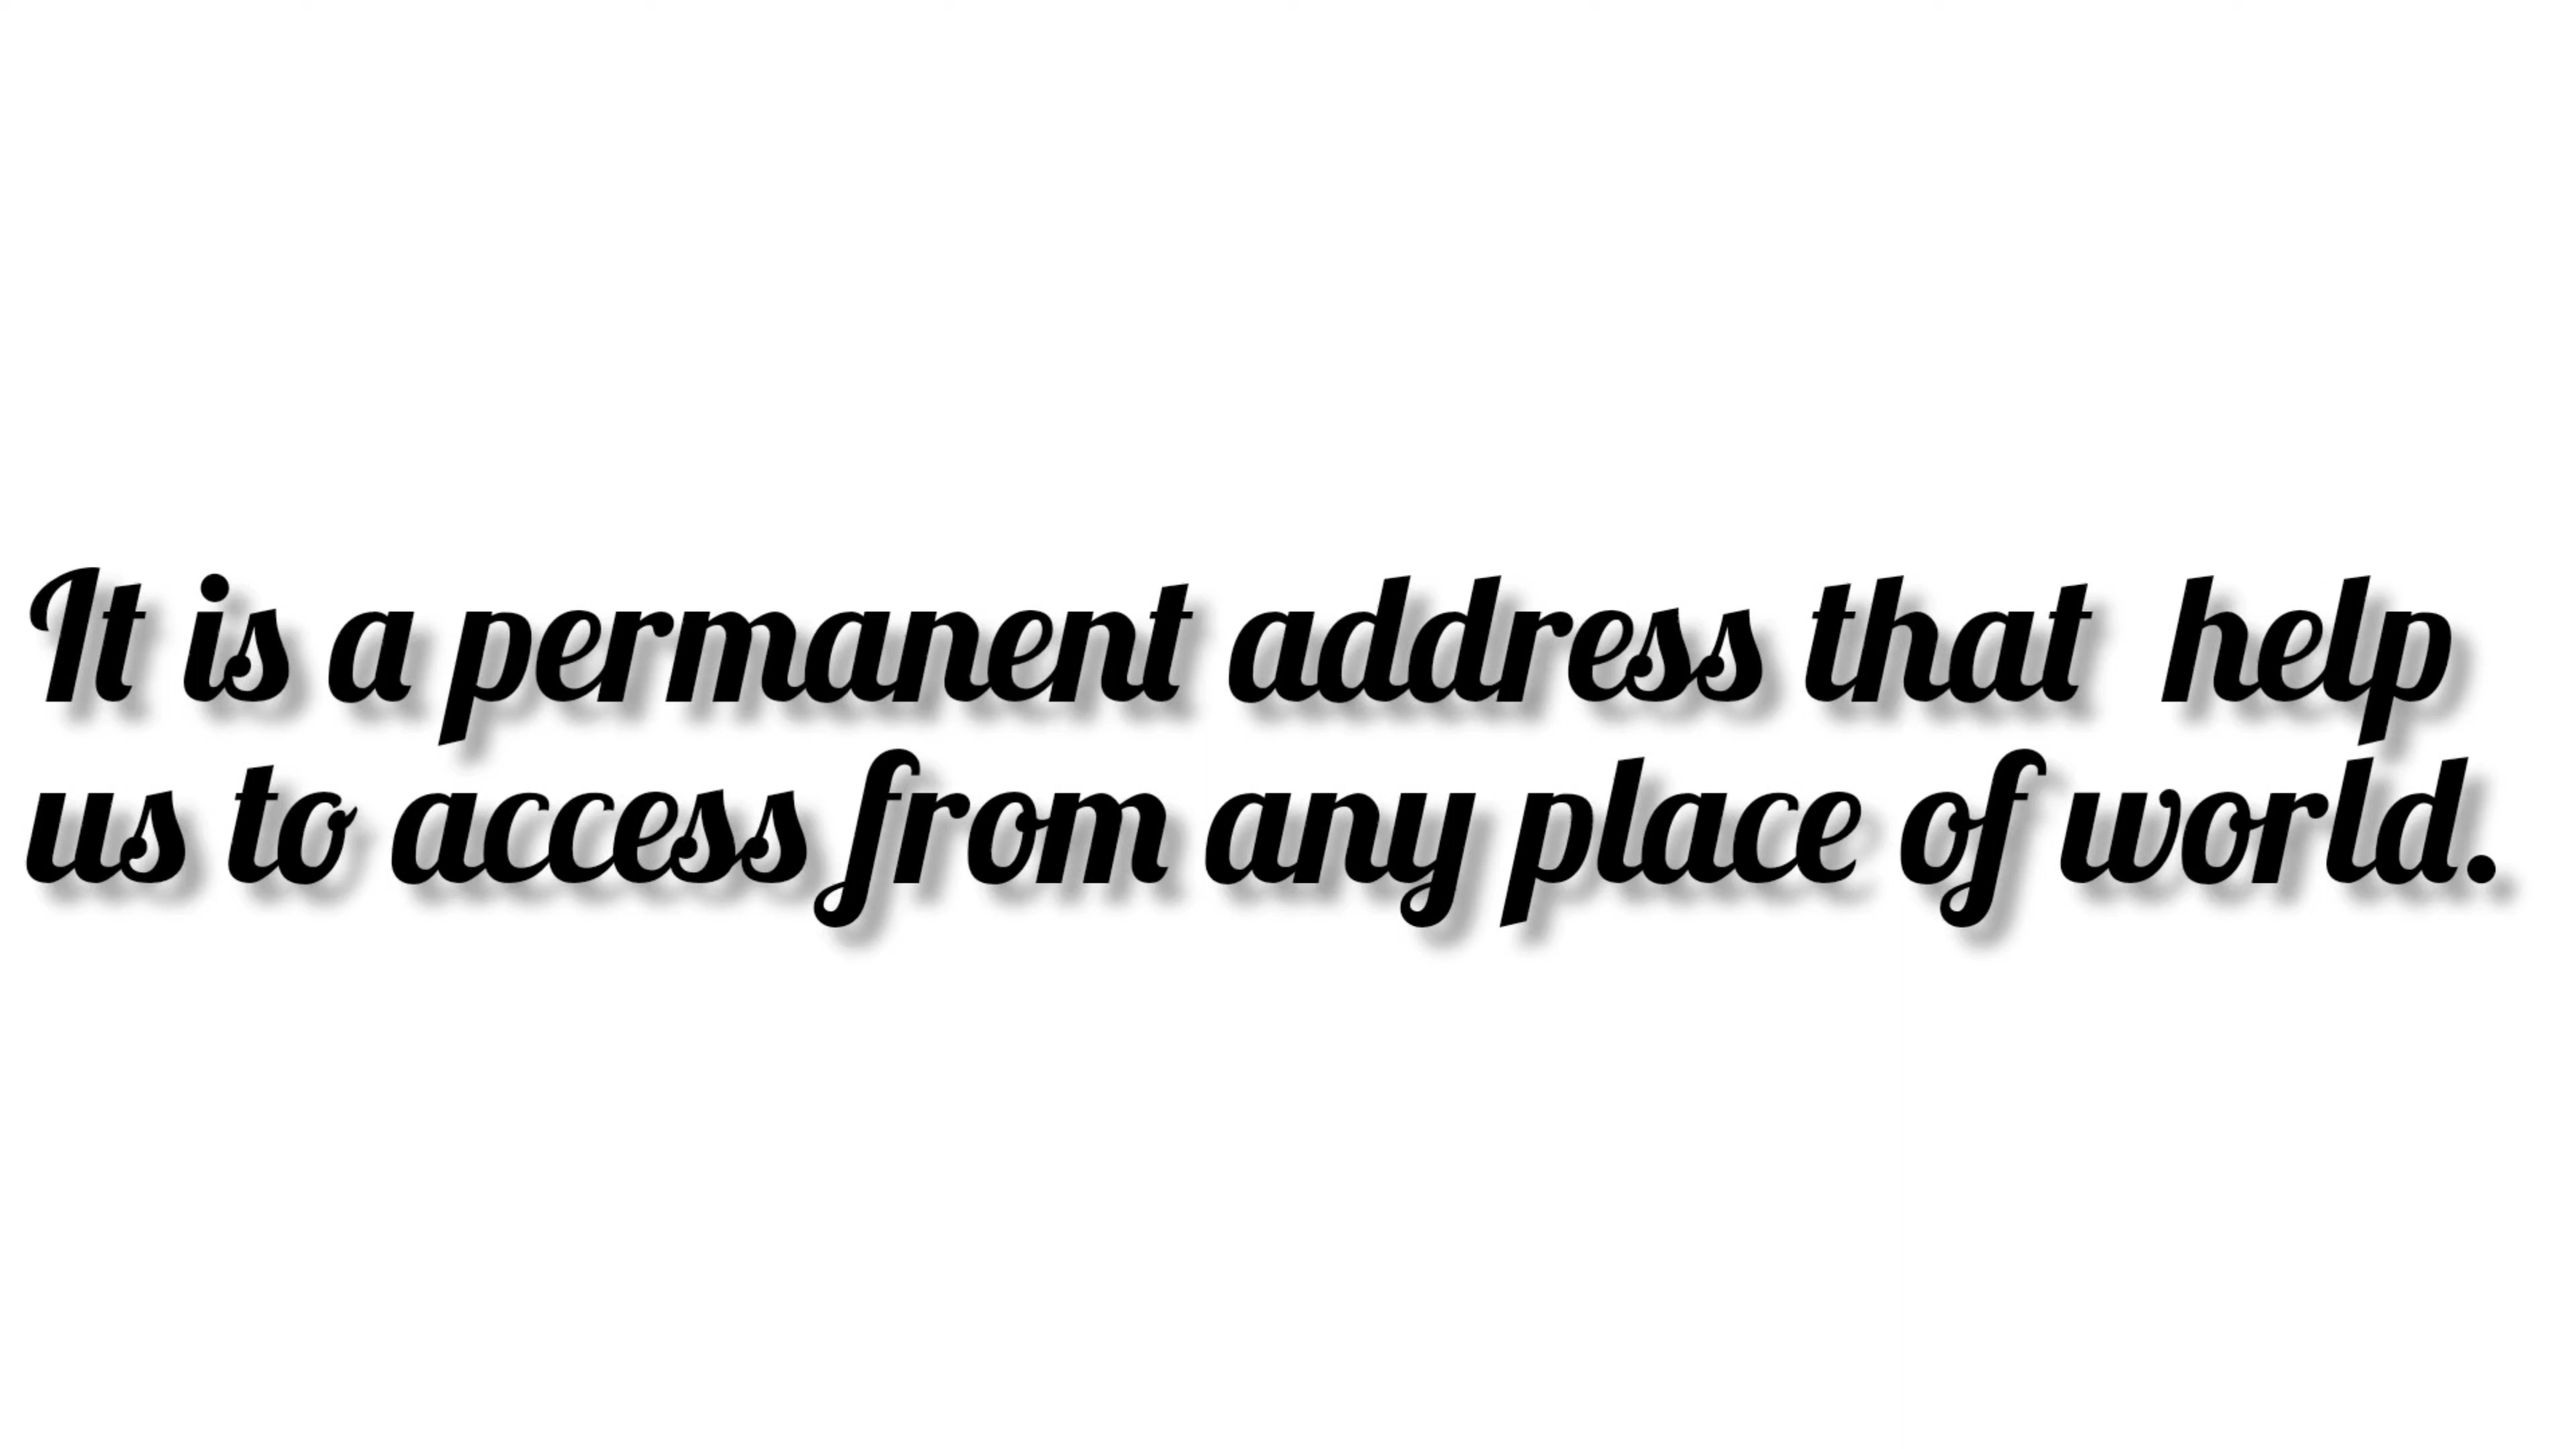 It is a permanent address that help
us to access from any place of world.